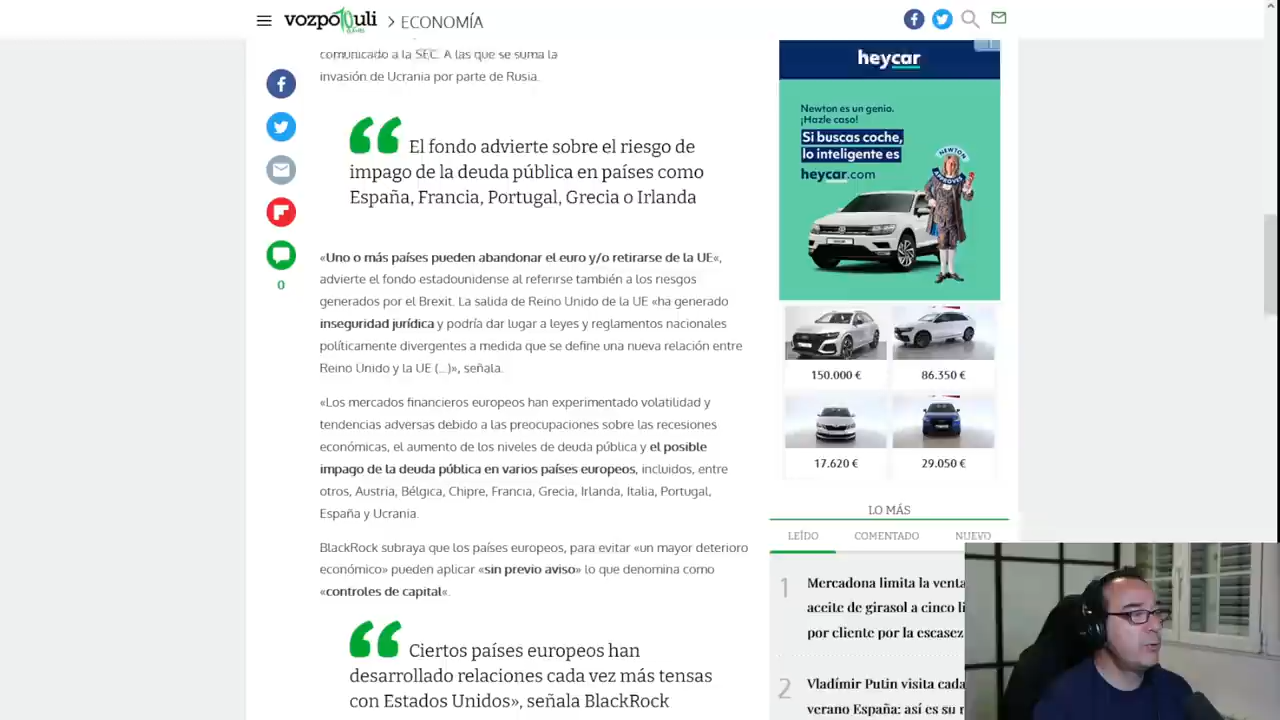 vozpópuli
> ECONOMÍA
comunicado a la SEC. A las que se suma la
invasión de Ucrania por parte de Rusia.
El fondo advierte sobre el riesgo de
impago de la deuda pública en países como
España, Francia, Portugal, Grecia o Irlanda
0
«Uno o más países pueden abandonar el euro y/o retirarse de la UE«,
advierte el fondo estadounidense al referirse también a los riesgos
generados por el Brexit. La salida de Reino Unido de la UE «ha generado
inseguridad jurídica y podría dar lugar a leyes y reglamentos nacionales
políticamente divergentes a medida que se define una nueva relación entre
Reino Unido y la UE (...)», señala.
«Los mercados financieros europeos han experimentado volatilidad y
tendencias adversas debido a las preocupaciones sobre las recesiones
económicas, el aumento de los niveles de deuda pública y el posible
impago de la deuda pública en varios países europeos, incluidos, entre
otros, Austria, Bélgica, Chipre, Francia, Grecia, Irlanda, Italia, Portugal,
España y Ucrania.
BlackRock subraya que los países europeos, para evitar «un mayor deterioro
económico» pueden aplicar «sin previo aviso» lo que denomina como
«controles de capital«.
Ciertos países europeos han
desarrollado relaciones cada vez más tensas
con Estados Unidos», señala BlackRock
heycar
Newton es un genio.
¡Hazle caso!
Si buscas coche,
lo inteligente es
heycar.com
NEWTON
APPROVES
150.000 €
86.350 €
17.620 €
29.050 €
LO MÁS
LEÍDO
COMENTADO
NUEVO
1
Mercadona limita la venta
aceite de girasol a cinco li
por cliente por la escasez
2
Vladímir Putin visita cada
verano España: así es su r